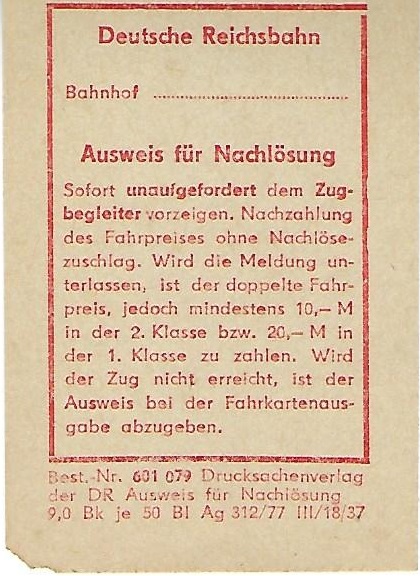 Deutsche Reichsbahn
Bahnhof ................................................
Ausweis für Nachlösung
Sofort unaufgefordert dem Zug-
begleiter vorzeigen. Nachzahlung
des Fahrpreises ohne Nachlöse-
zuschlag. Wird die Meldung un-
terlassen, ist der doppelte Fahr-
preis, jedoch mindestens 10,– M
in der 2. Klasse bzw. 20,– M in
der 1. Klasse zu zahlen. Wird
der Zug nicht erreicht, ist der
Ausweis bei der Fahrkartenaus-
gabe abzugeben.
Best.-Nr. 601 079 Drucksachenverlag
der DR Ausweis für Nachlösung
9,0 Bk je 50 Bl Ag 312/77 III/18/37